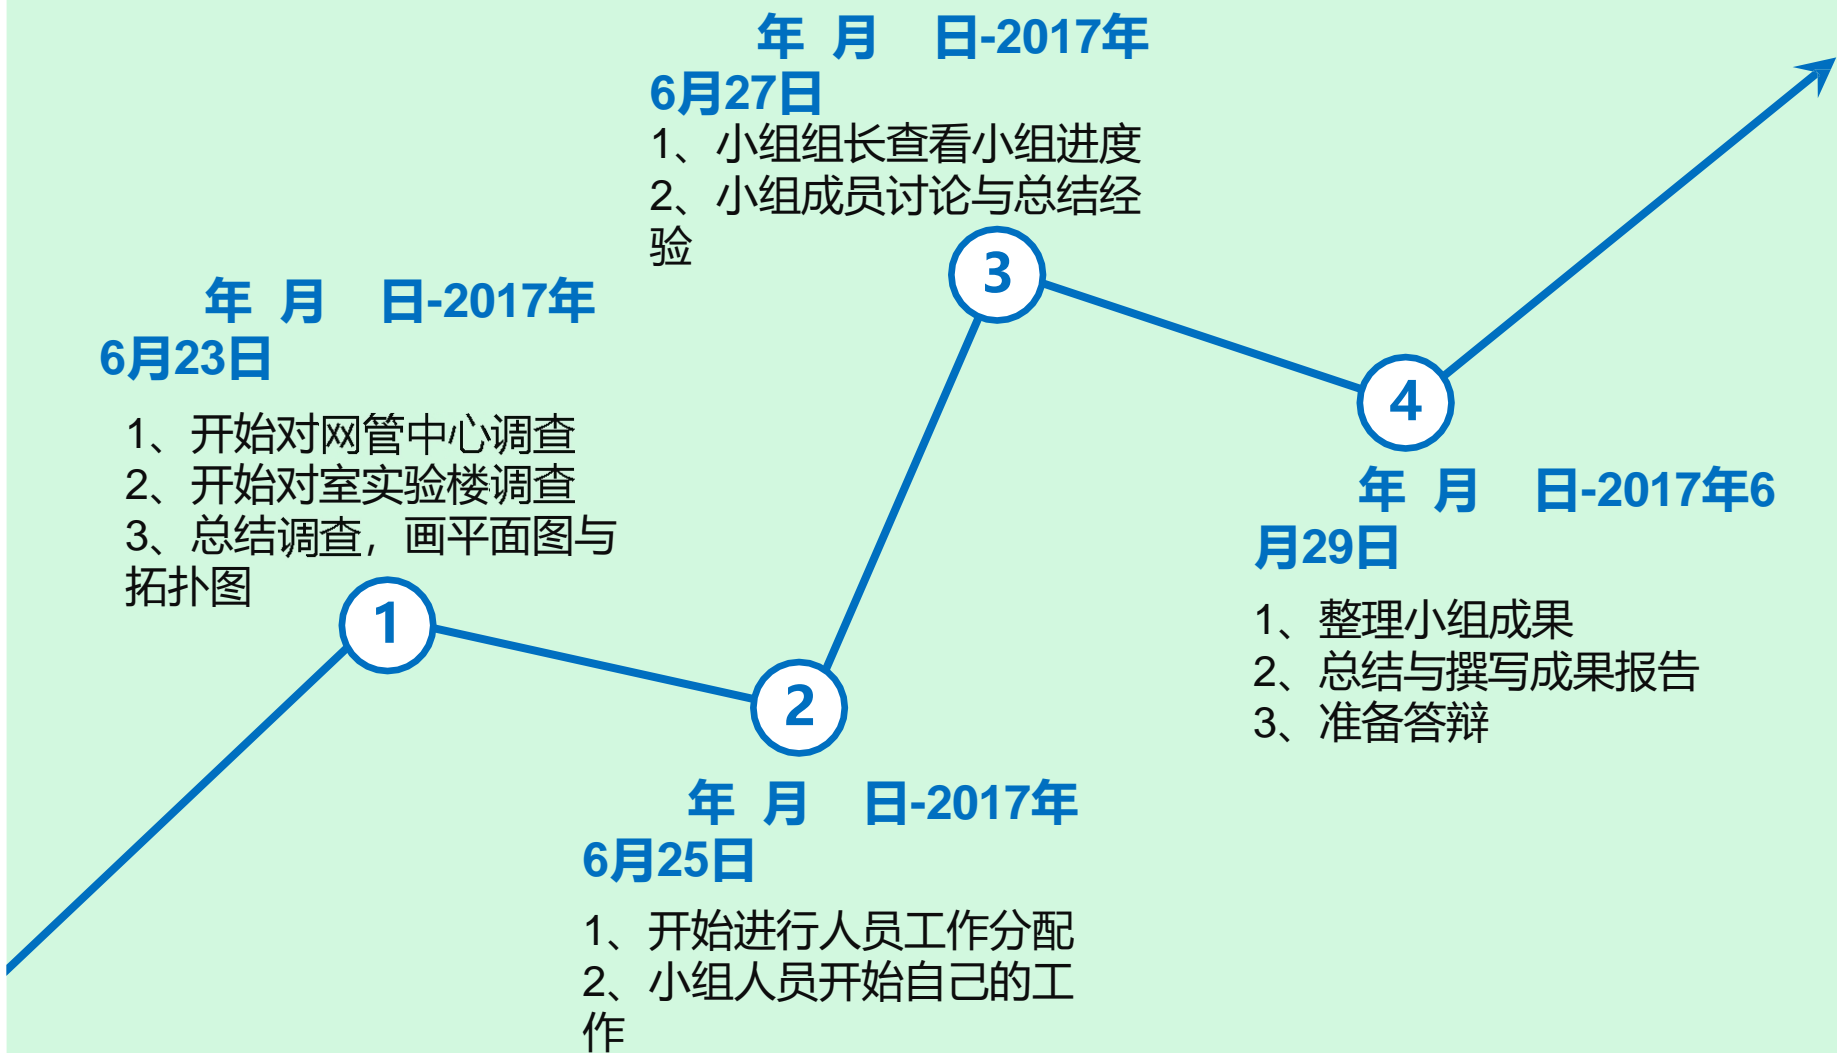 年 月 日-2017年
6月23日
1、开始对网管中心调查
2、开始对室实验楼调查
3、总结调查，画平面图与
拓扑图
1
2
年 月 日-2017年
6月25日
1、开始进行人员工作分配
2、小组人员开始自己的工
作
年 月 日-2017年
6月27日
1、小组组长查看小组进度
2、小组成员讨论与总结经
验
3
4
年 月 日-2017年6
月29日
1、整理小组成果
2、总结与撰写成果报告
3、准备答辩